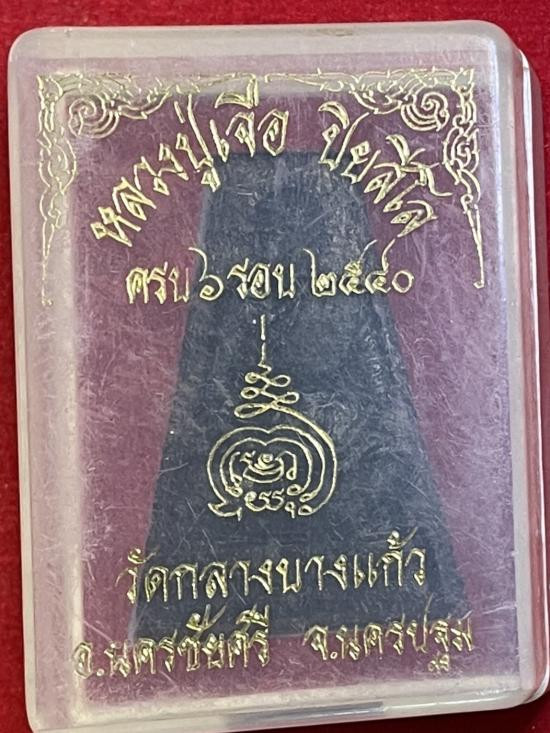 หลวงปู่เจือ ปิยสีโล
ครบ ๖ รอบ ๒๕๔๐
วัดกลางบางแก้ว
อ.นครชัยศรี จ.นครปฐม